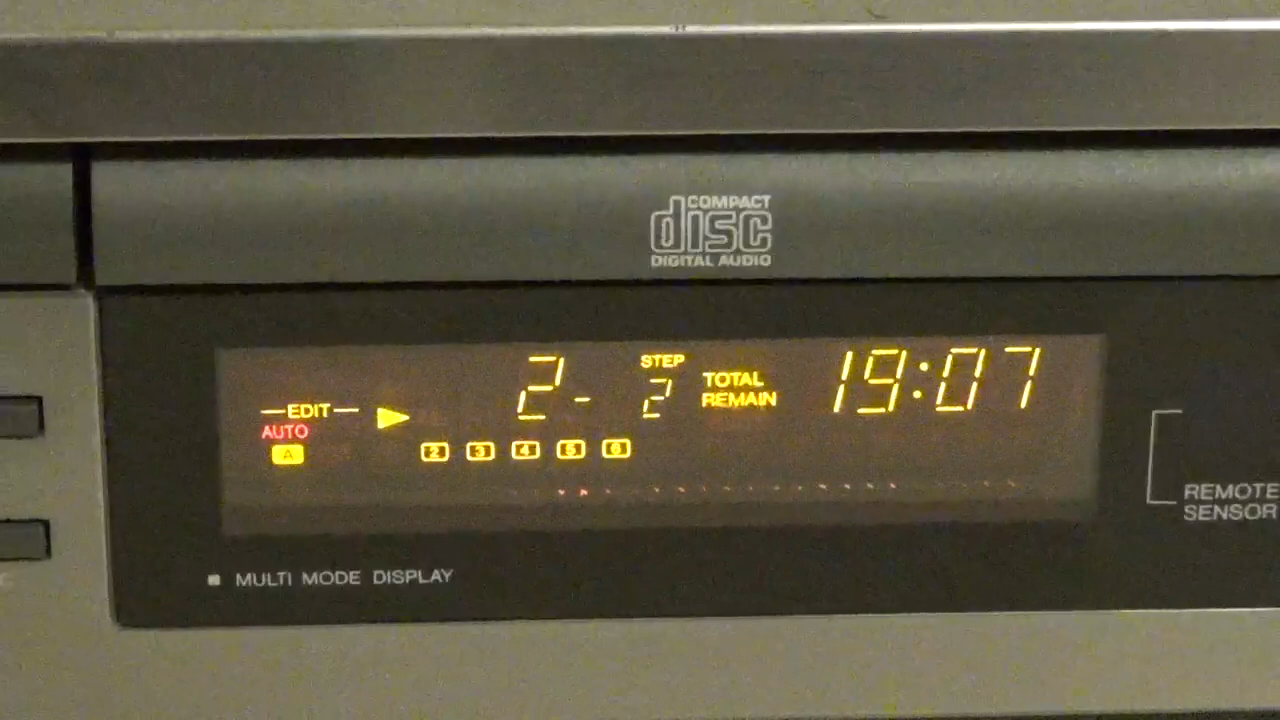 COMPACT
disc
DIGITAL AUDIO
2- STEP 2 TOTAL REMAIN 19:07
EDIT
AUTO
A
2 3 4 5 6
REMOTE
SENSOR
MULTI MODE DISPLAY